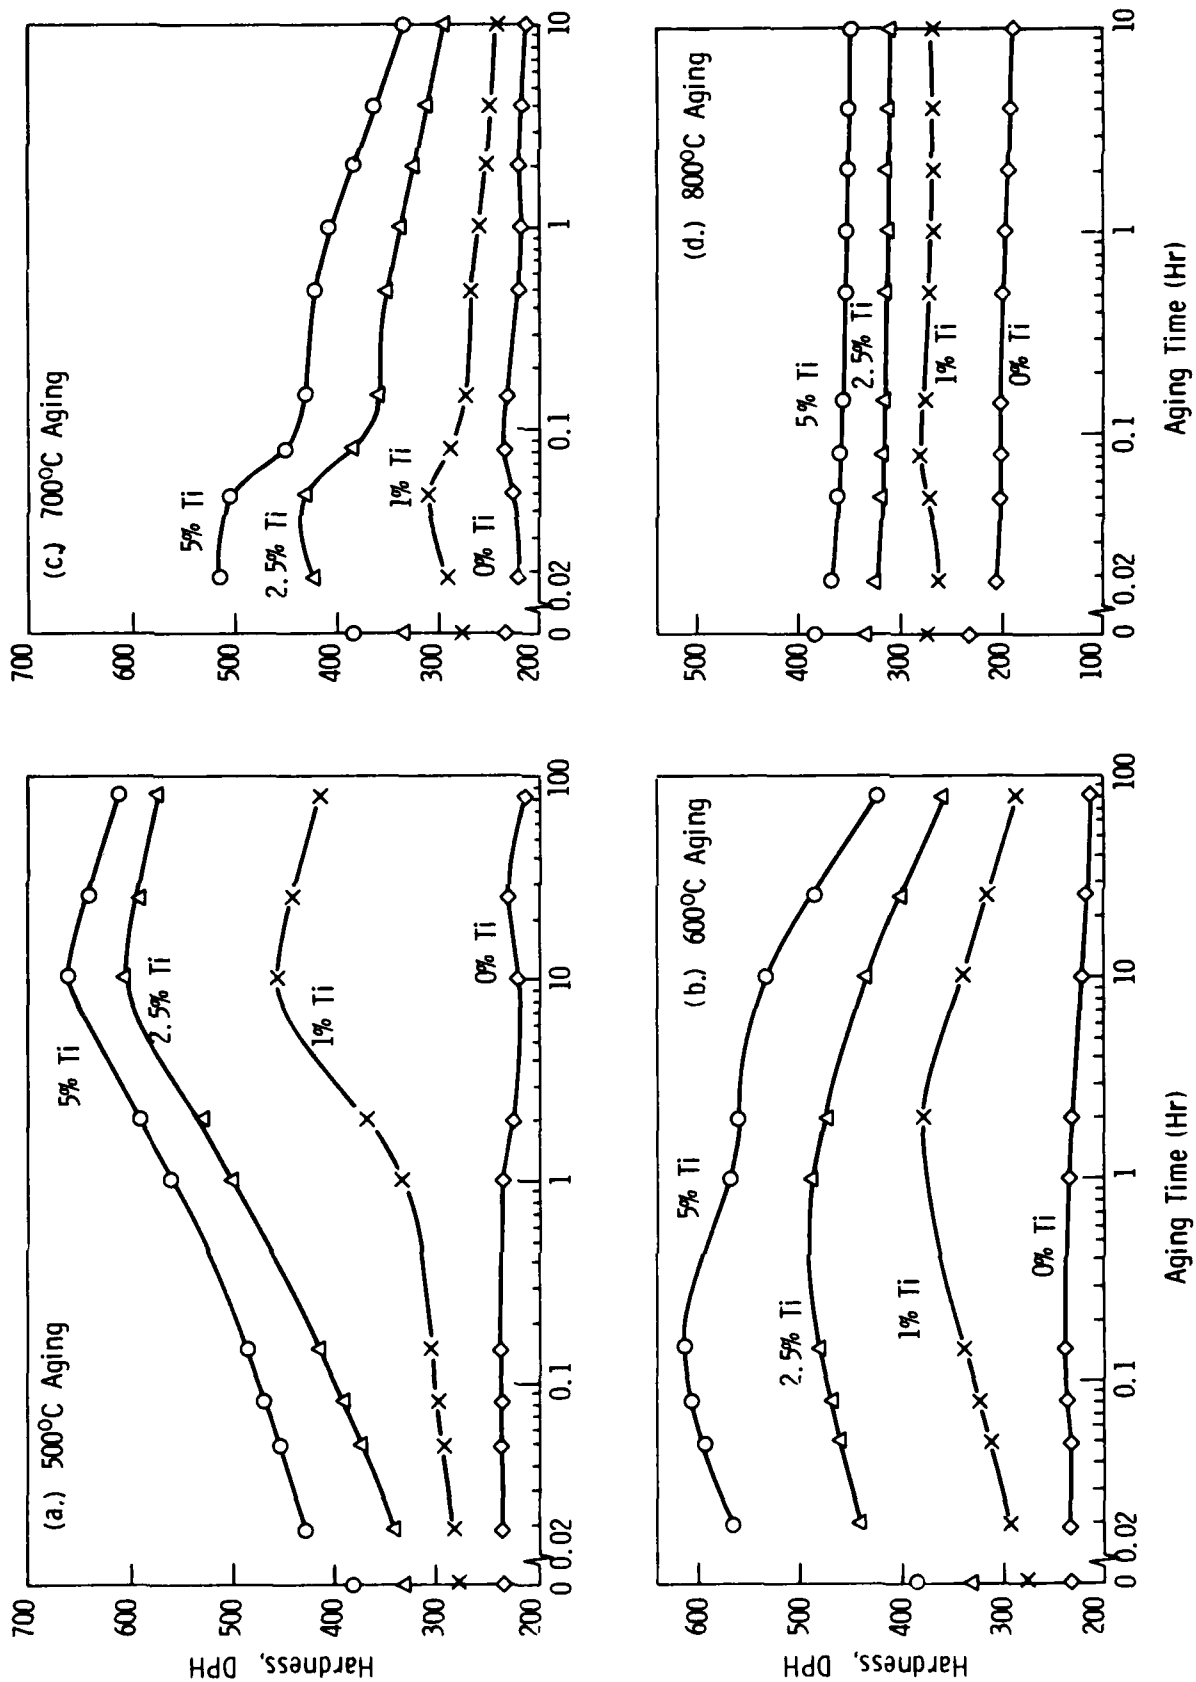 (a.) 500°C Aging
700
600
500
400
300
200
Hardness,
DPH
5% Ti
2.5% Ti
1% Ti
0% Ti
0 0.02 0.1 1 10 100
(c.) 700°C Aging
700
600
500
400
300
200
5% Ti
2.5% Ti
1% Ti
0% Ti
0 0.02 0.1 1 10
(b.) 600°C Aging
600
500
400
300
200
Hardness,
DPH
5% Ti
2.5% Ti
1% Ti
0% Ti
0 0.02 0.1 1 10 100
Aging Time (Hr)
(d.) 800°C Aging
500
400
300
200
100
5% Ti
2.5% Ti
1% Ti
0% Ti
0 0.02 0.1 1 10
Aging Time (Hr)